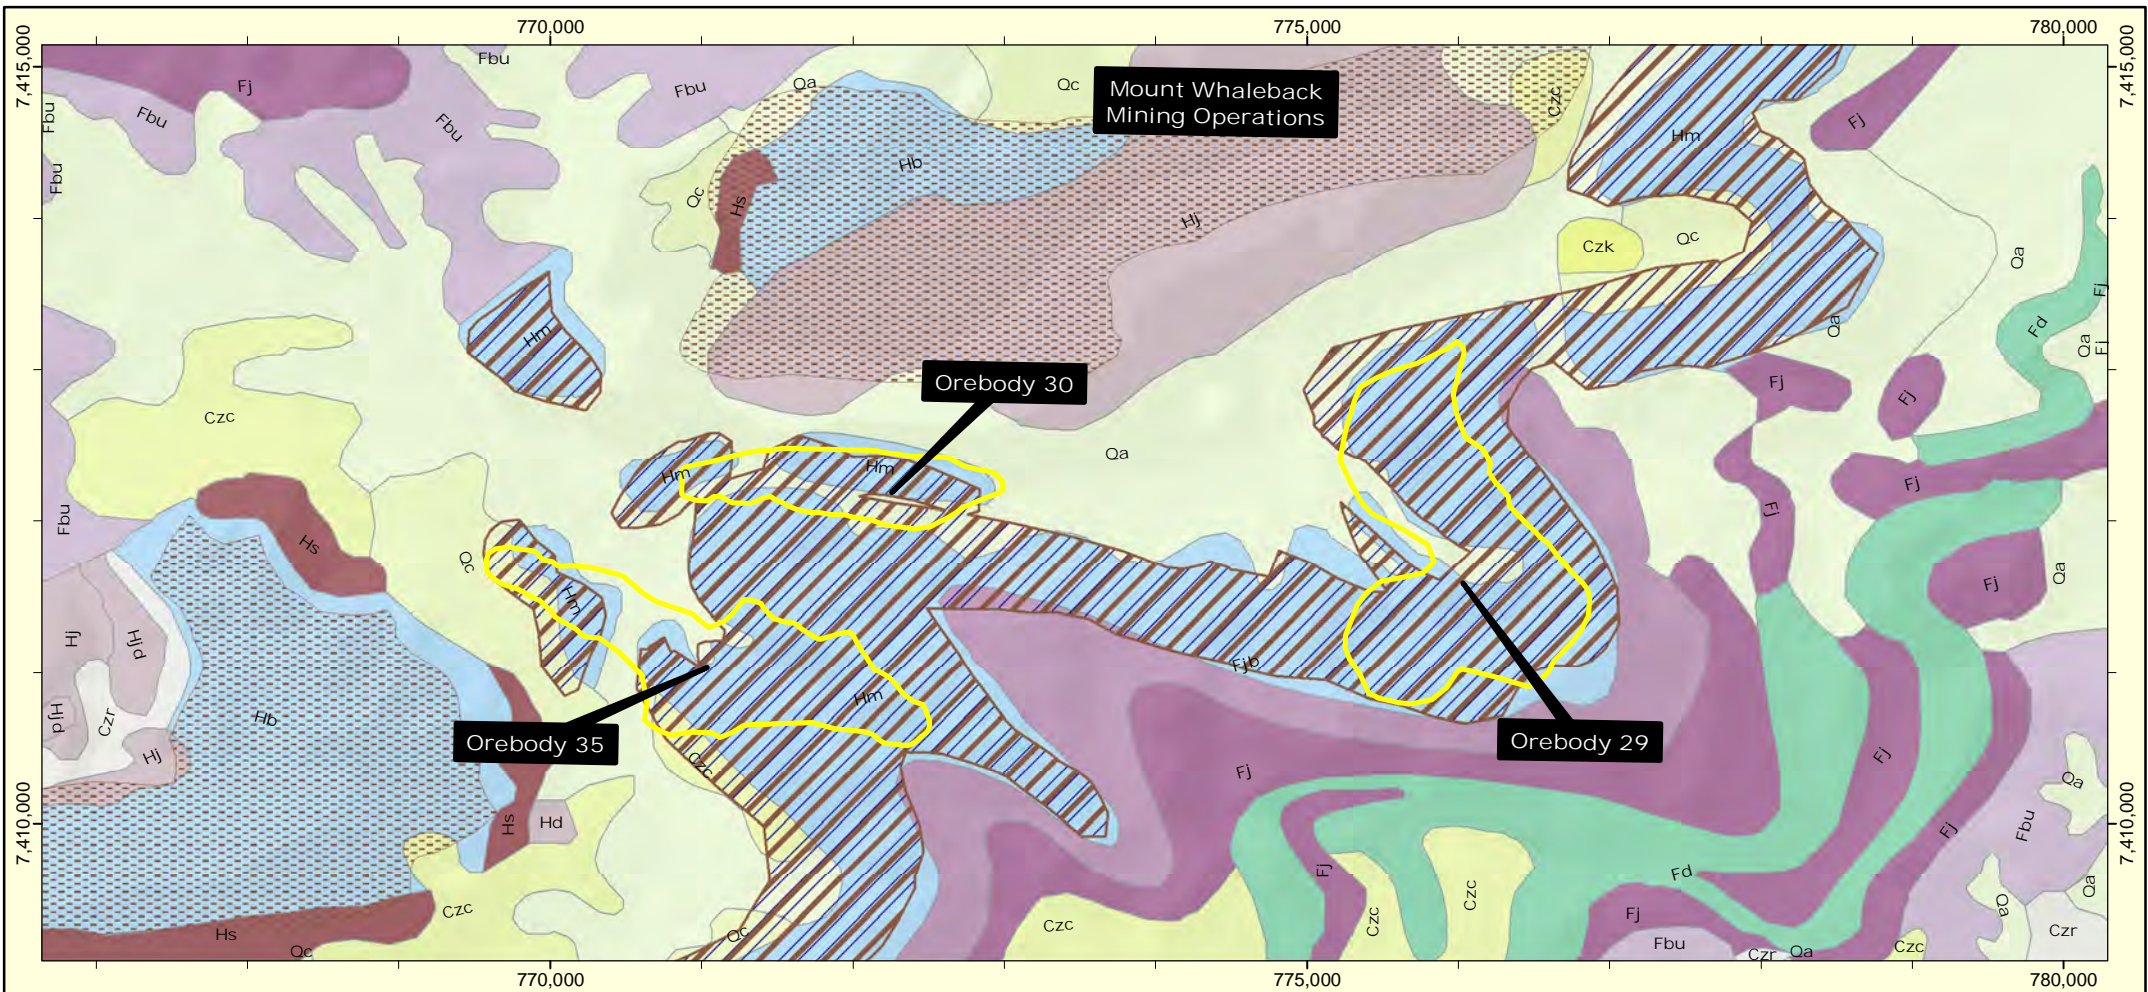 770,000
775,000
780,000
7,415,000
7,415,000
Fbu
Fj
Fbu
Qa
Qc
Mount Whaleback
Mining Operations
Czc
Fbu
Fbu
Fbu
Fj
Hm
Hb
Fbu
Qc
Hs
Hj
Czk
Qc
Qa
Fj
Hm
Qa
Fd
Qa
Fj
Orebody 30
Fj
Fj
Czc
Qa
Hm
Hm
Fj
Fbu
Fj
Hs
Qc
Qa
Hm
Fj
Hj
Hjd
Fjb
Hm
Hjd
Czr
Hb
Orebody 35
Orebody 29
Hj
Czc
Fj
Fj
Qa
7,410,000
Hs
Hd
Fj
Fbu
7,410,000
Fj
Fd
Czc
Qa
Qa
Czc
Czc
Czc
Fj
Hs
Qc
Qc
Fbu
Czr
Qa
Czc
Czr
770,000
775,000
780,000